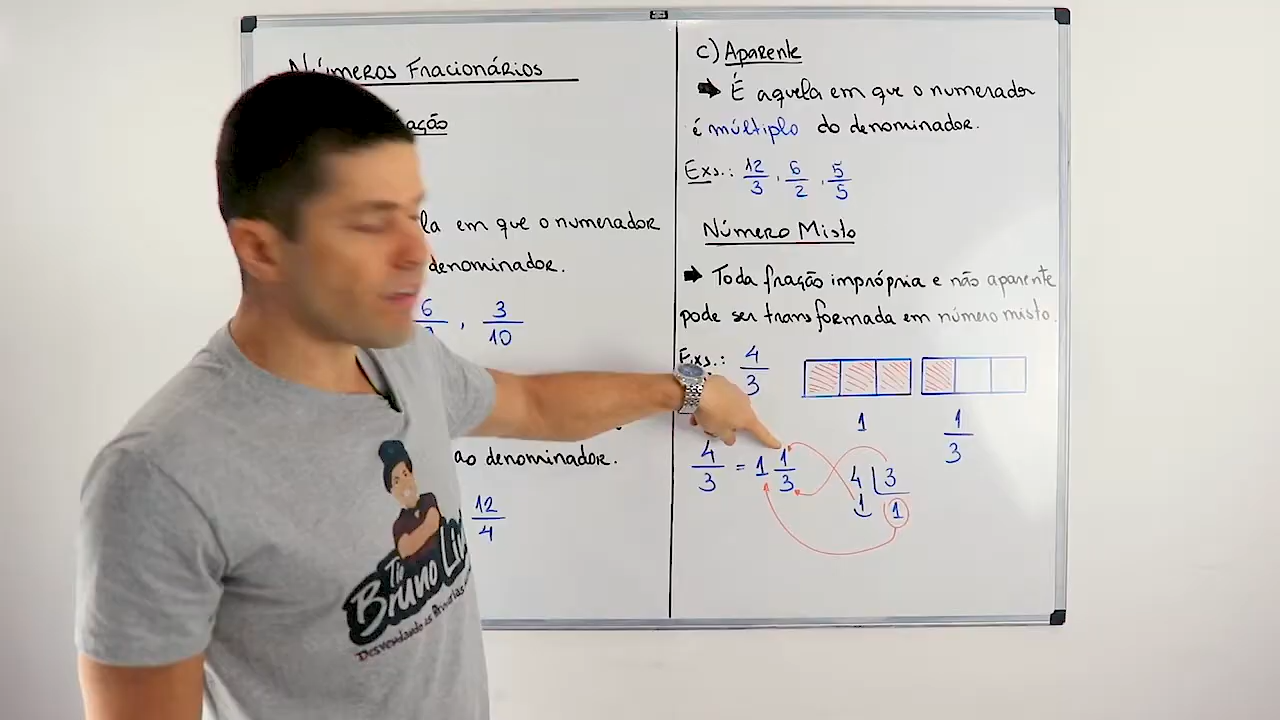 Números Fracionários
ação
la em que o numerador
denominador.
6 , 3/10
ao denominador.
12/4
c) Aparente
➡ É aquela em que o numerador
é múltiplo do denominador.
Exs.: 12/3 , 6/2 , 5/5
Número Misto
➡ Toda fração imprópria e não aparente
pode ser transformada em número misto.
Exs.: 4/3
1 1/3
4/3 = 1 1/3
4 3
1 1
Tio
Bruno